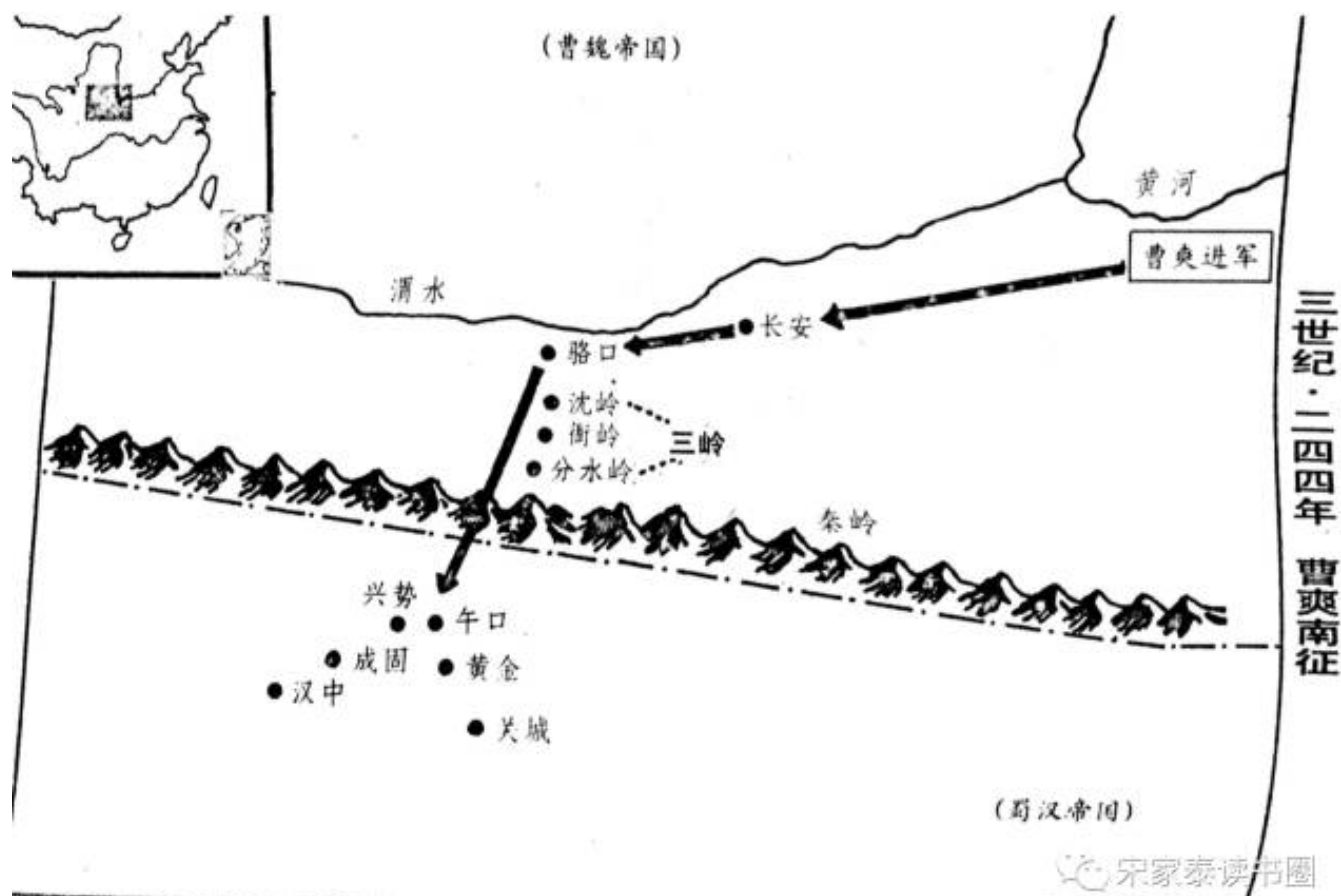 (曹魏帝国)
黄河
曹爽进军
渭水
长安
骆口
沈岭
衡岭
三岭
分水岭
秦岭
兴势
午口
成固
黄金
汉中
关城
(蜀汉帝国)
三世纪·二四四年 曹爽南征
宋家泰读书圈